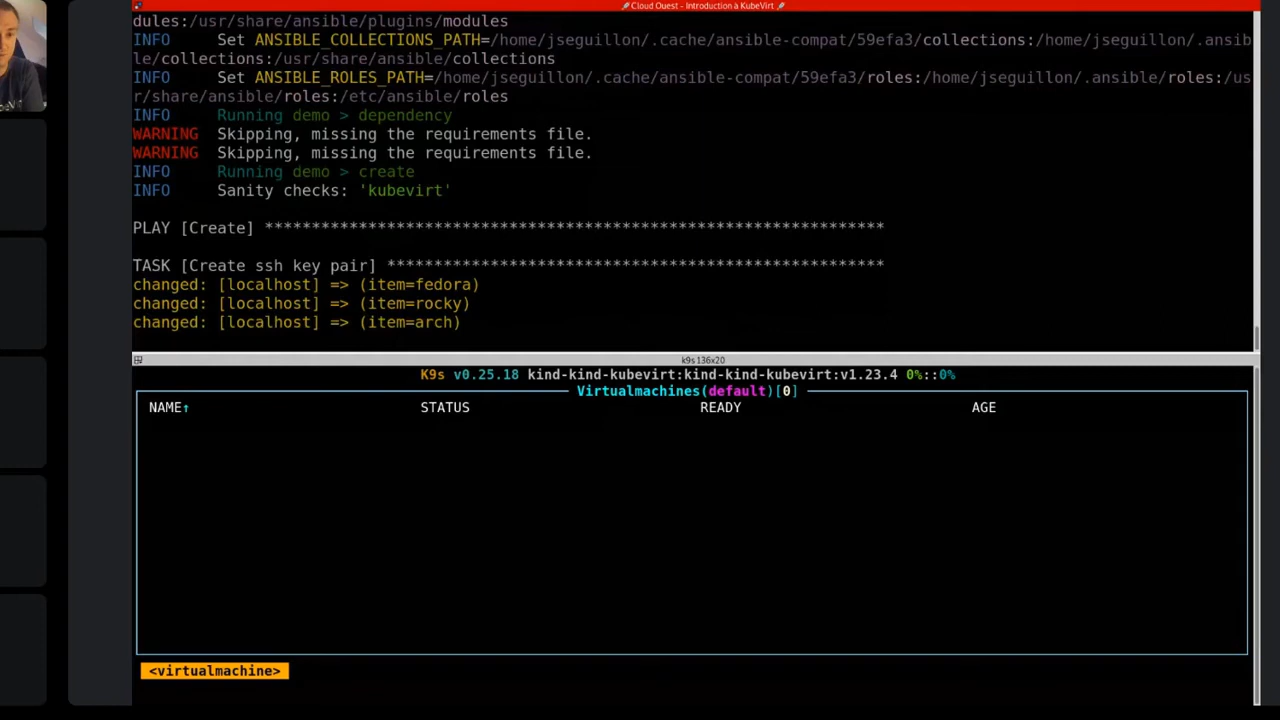 Cloud Ouest - Introduction à KubeVirt
dules:/usr/share/ansible/plugins/modules
INFO Set ANSIBLE_COLLECTIONS_PATH=/home/jseguillon/.cache/ansible-compat/59efa3/collections:/home/jseguillon/.ansib
le/collections:/usr/share/ansible/collections
INFO Set ANSIBLE_ROLES_PATH=/home/jseguillon/.cache/ansible-compat/59efa3/roles:/home/jseguillon/.ansible/roles:/us
r/share/ansible/roles:/etc/ansible/roles
INFO Running demo > dependency
WARNING Skipping, missing the requirements file.
WARNING Skipping, missing the requirements file.
INFO Running demo > create
INFO Sanity checks: 'kubevirt'
PLAY [Create] ******************************************************************
TASK [Create ssh key pair] *****************************************************
changed: [localhost] => (item=fedora)
changed: [localhost] => (item=rocky)
changed: [localhost] => (item=arch)
k9s 136x20
K9s v0.25.18 kind-kind-kubevirt:kind-kind-kubevirt:v1.23.4 0%::0%
Virtualmachines(default)[0]
NAME↑ STATUS READY AGE
<virtualmachine>